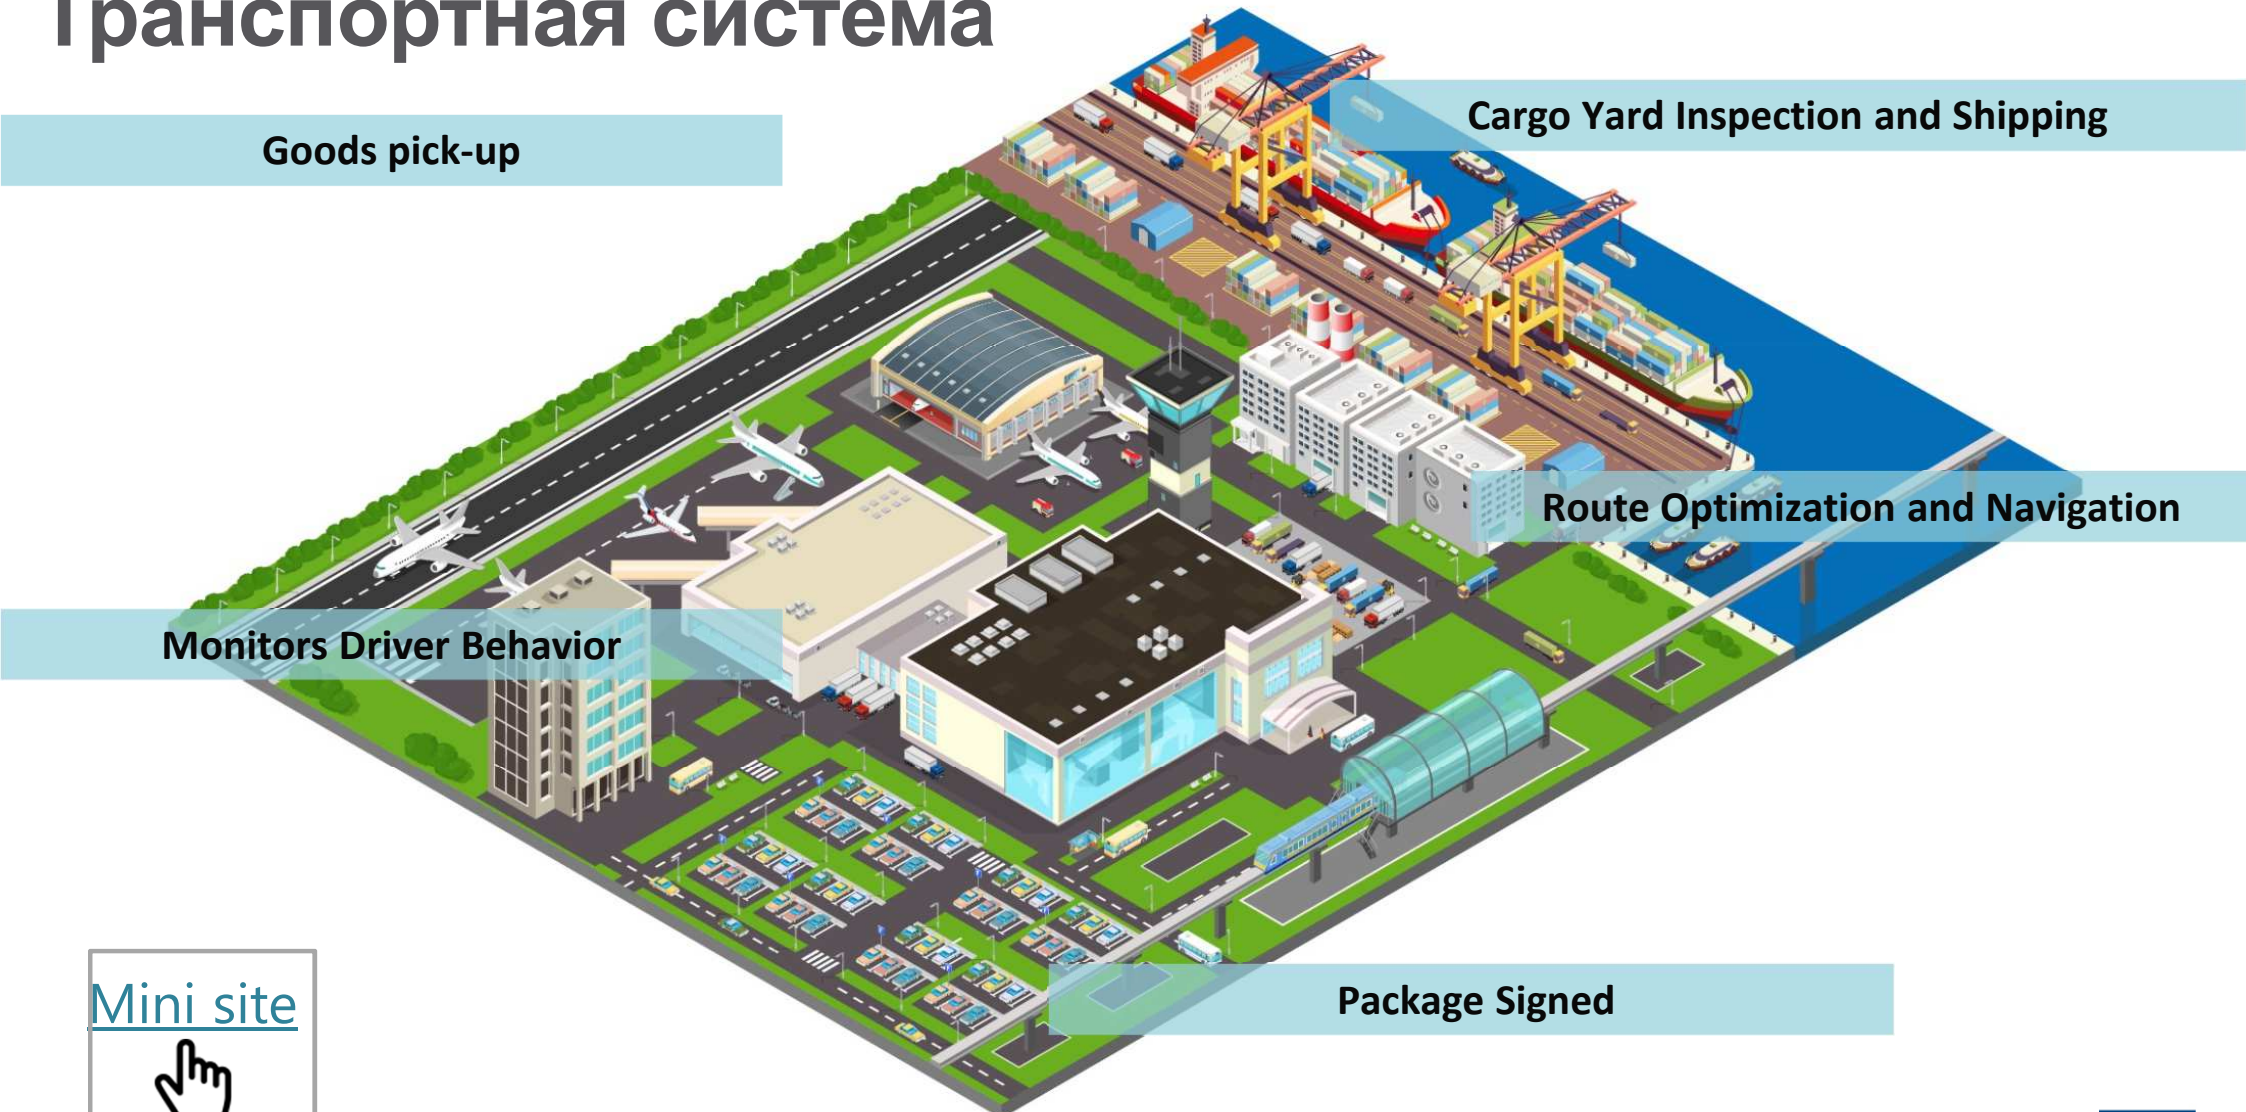 Транспортная система
Cargo Yard Inspection and Shipping
Goods pick-up
Route Optimization and Navigation
Monitors Driver Behavior
Package Signed
Mini site